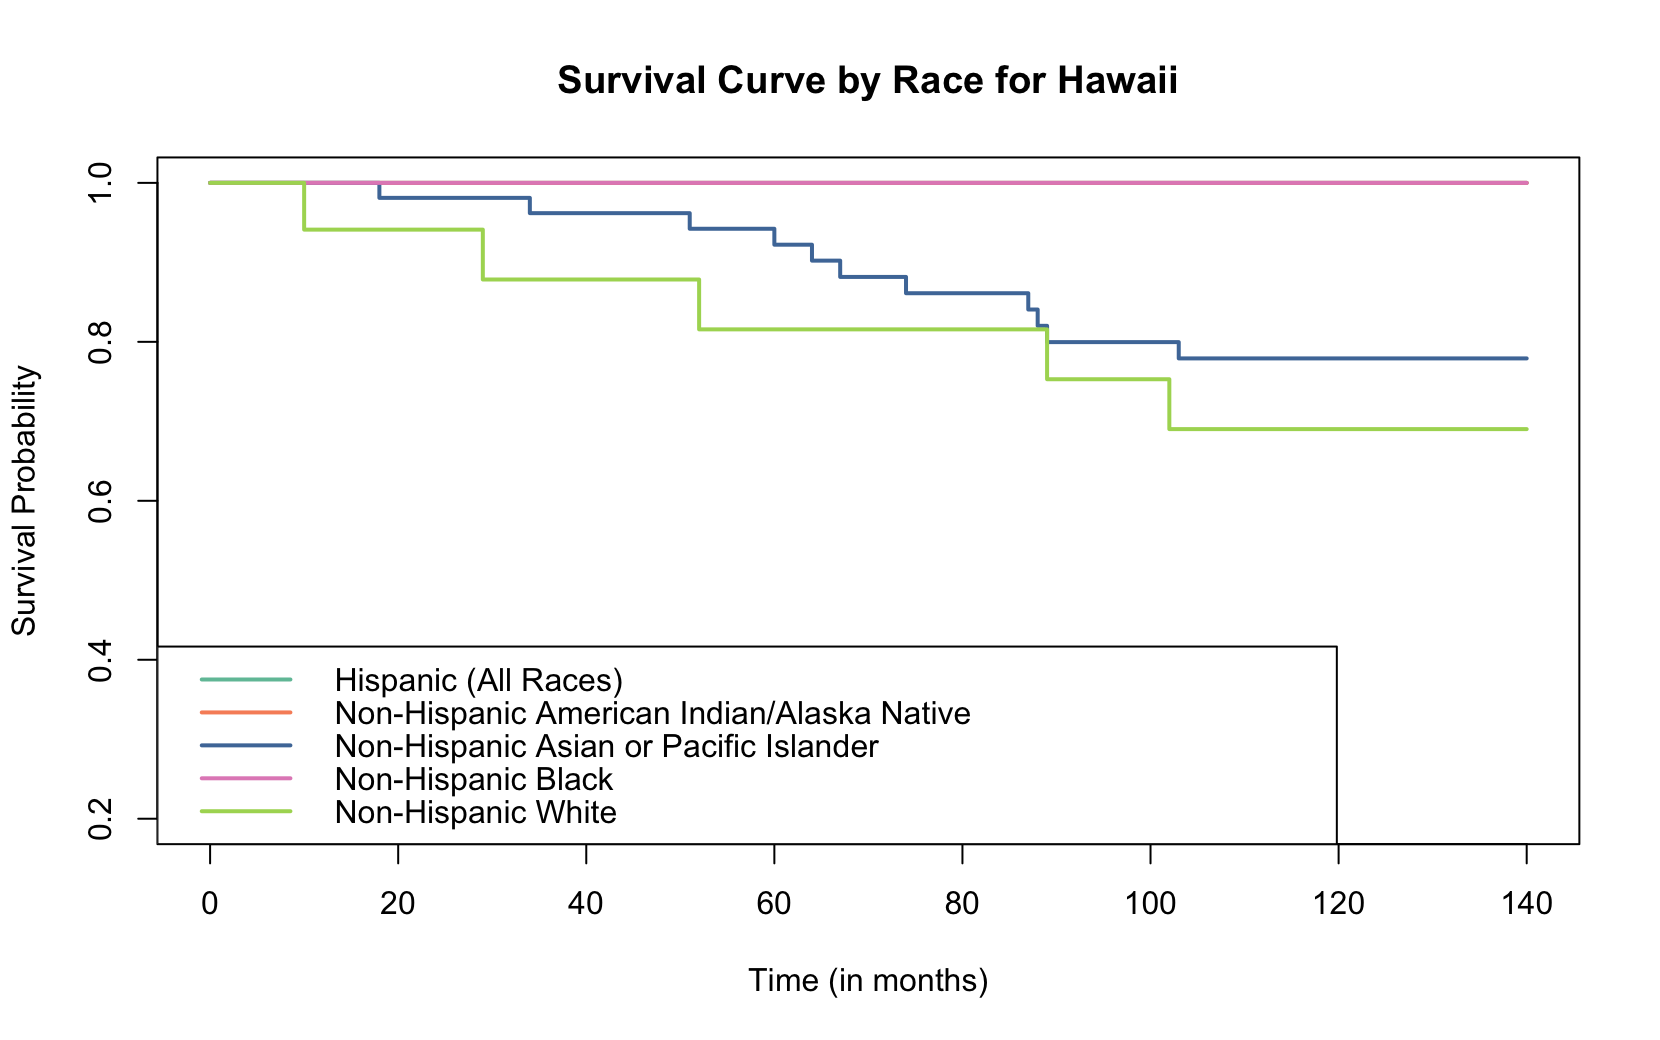 Survival Curve by Race for Hawaii
Survival Probability
1.0
0.8
0.6
0.4
0.2
Hispanic (All Races)
Non-Hispanic American Indian/Alaska Native
Non-Hispanic Asian or Pacific Islander
Non-Hispanic Black
Non-Hispanic White
0 20 40 60 80 100 120 140
Time (in months)